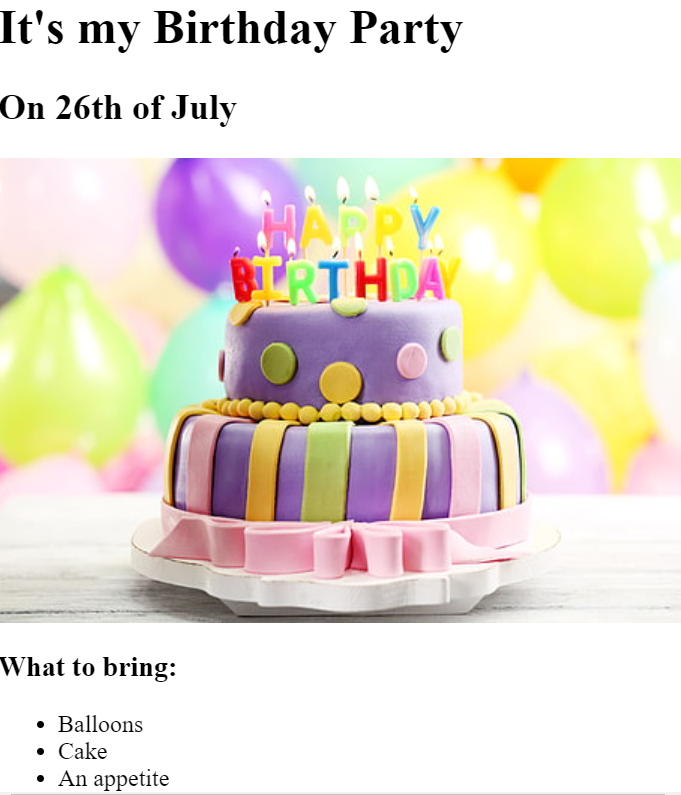 It's my Birthday Party
On 26th of July
HAPPY
BIRTHDAY
What to bring:
Balloons
Cake
An appetite